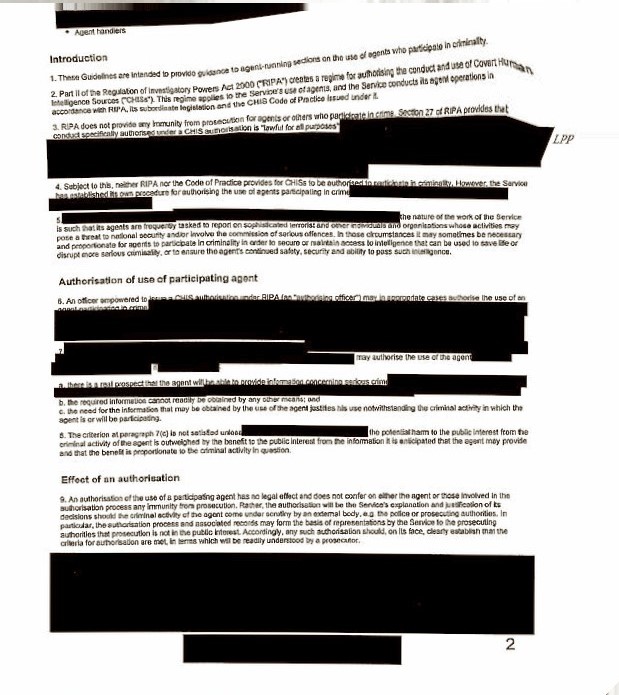 • Agent handlers
Introduction
1. These Guidelines are intended to provide guidance to agent-running sections on the use of agents who participate in criminality.
2. Part II of the Regulation of Investigatory Powers Act 2000 ("RIPA") creates a regime for authorising the conduct and use of Covert Human
Intelligence Sources ("CHISs"). This regime applies to the Service's use of agents, and the Service conducts its agent operations in
accordance with RIPA, its subordinate legislation and the CHIS Code of Practice issued under it.
3. RIPA does not provide any immunity from prosecution for agents or others who participate in crime. Section 27 of RIPA provides that
conduct specifically authorised under a CHIS authorisation is "lawful for all purposes"
LPP
4. Subject to this, neither RIPA nor the Code of Practice provides for CHISs to be authorised to participate in criminality. However, the Service
has established its own procedure for authorising the use of agents participating in crime
5. the nature of the work of the Service
is such that its agents are frequently tasked to report on sophisticated terrorist and other individuals and organisations whose activities may
pose a threat to national security and/or involve the commission of serious offences. In those circumstances it may sometimes be necessary
and proportionate for agents to participate in criminality in order to secure or maintain access to intelligence that can be used to save life or
disrupt more serious criminality, or to ensure the agent's continued safety, security and ability to pass such intelligence.
Authorisation of use of participating agent
6. An officer empowered to issue a CHIS authorisation under RIPA (an "authorising officer") may in appropriate cases authorise the use of an
agent participating in crime
7.
may authorise the use of the agent
a. there is a real prospect that the agent will be able to provide information concerning serious crime
b. the required information cannot readily be obtained by any other means; and
c. the need for the information that may be obtained by the use of the agent justifies his use notwithstanding the criminal activity in which the
agent is or will be participating.
8. The criterion at paragraph 7(c) is not satisfied unless the potential harm to the public interest from the
criminal activity of the agent is outweighed by the benefit to the public interest from the information it is anticipated that the agent may provide
and that the benefit is proportionate to the criminal activity in question.
Effect of an authorisation
9. An authorisation of the use of a participating agent has no legal effect and does not confer on either the agent or those involved in the
authorisation process any immunity from prosecution. Rather, the authorisation will be the Service's explanation and justification of its
decisions should the criminal activity of the agent come under scrutiny by an external body, e.g. the police or prosecuting authorities. In
particular, the authorisation process and associated records may form the basis of representations by the Service to the prosecuting
authorities that prosecution is not in the public interest. Accordingly, any such authorisation should, on its face, clearly establish that the
criteria for authorisation are met, in terms which will be readily understood by a prosecutor.
2